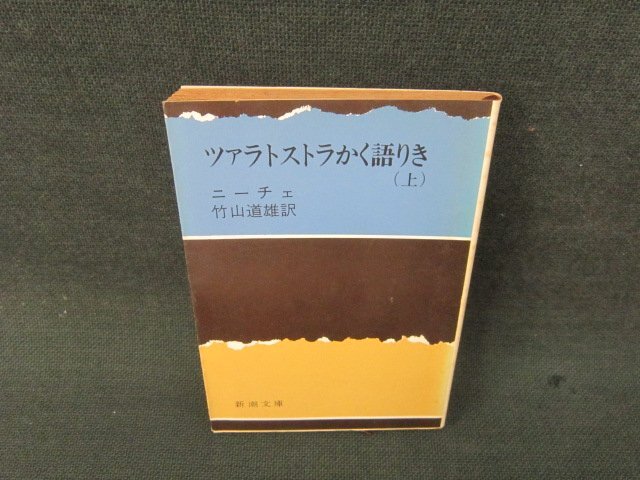 ツァラトストラかく語りき
（上）
ニーチェ
竹山道雄訳
新潮文庫